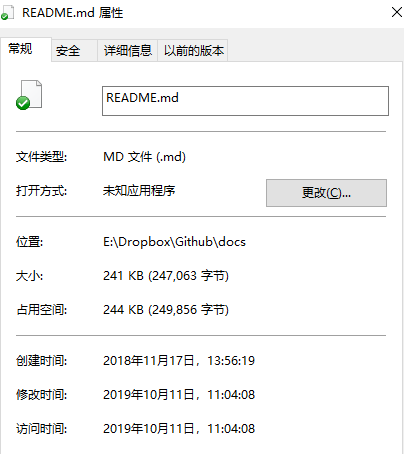 README.md 属性
常规 安全 详细信息 以前的版本
README.md
文件类型: MD 文件 (.md)
打开方式: 未知应用程序 更改(C)...
位置: E:\Dropbox\Github\docs
大小: 241 KB (247,063 字节)
占用空间: 244 KB (249,856 字节)
创建时间: 2018年11月17日，13:56:19
修改时间: 2019年10月11日，11:04:08
访问时间: 2019年10月11日，11:04:08